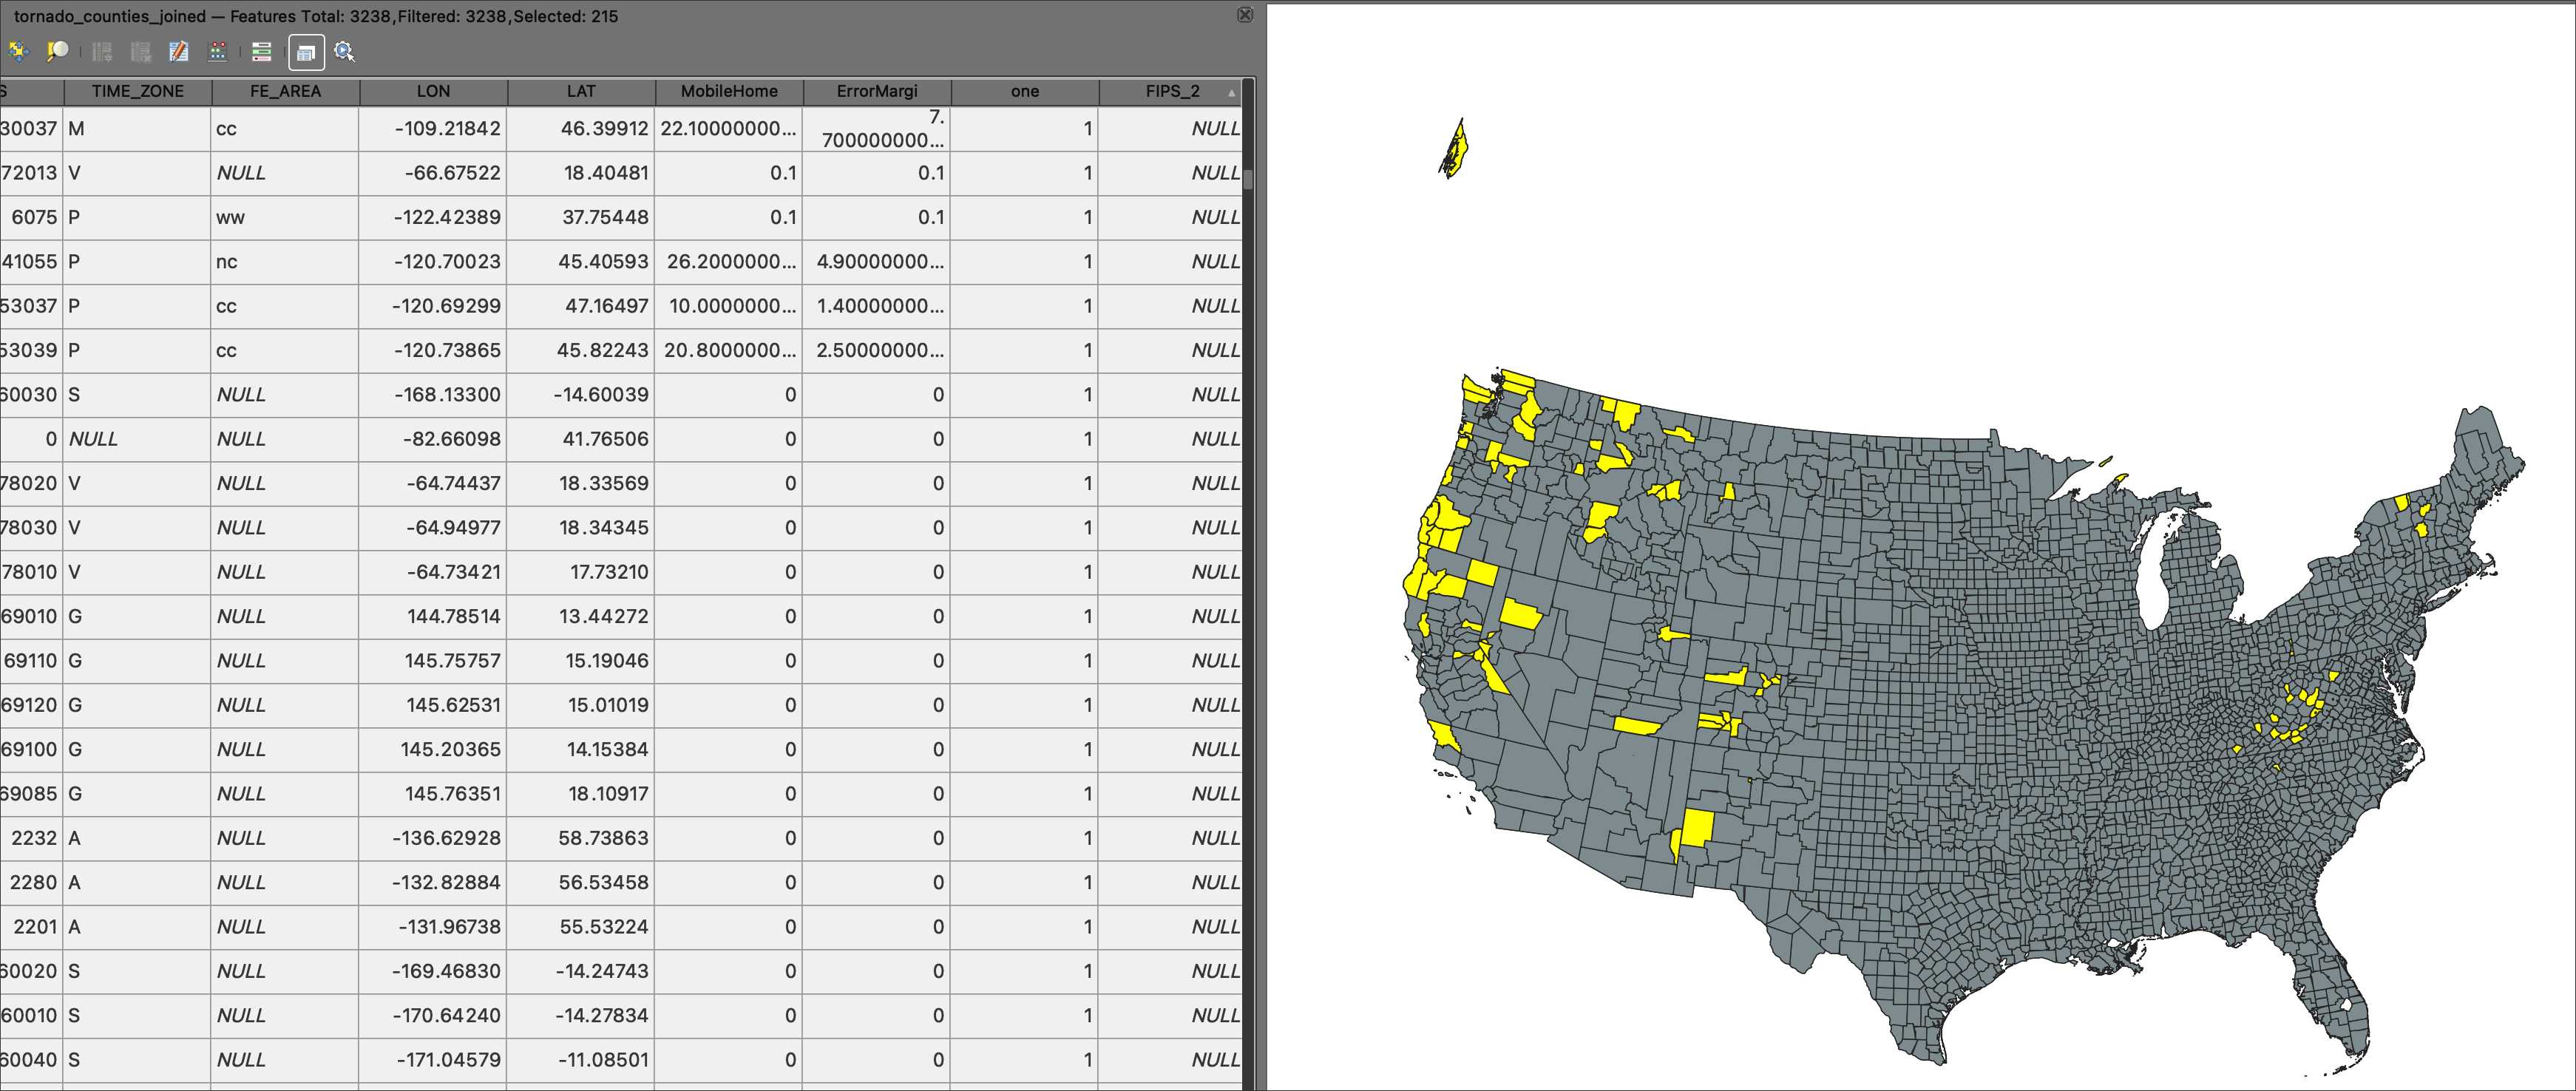 tornado_counties_joined — Features Total: 3238,Filtered: 3238,Selected: 215
S TIME_ZONE FE_AREA LON LAT MobileHome ErrorMargi one FIPS_2
30037 M cc -109.21842 46.39912 22.10000000… 7.
700000000… 1 NULL
72013 V NULL -66.67522 18.40481 0.1 0.1 1 NULL
6075 P ww -122.42389 37.75448 0.1 0.1 1 NULL
41055 P nc -120.70023 45.40593 26.2000000… 4.90000000… 1 NULL
53037 P cc -120.69299 47.16497 10.0000000… 1.40000000… 1 NULL
53039 P cc -120.73865 45.82243 20.8000000… 2.50000000… 1 NULL
60030 S NULL -168.13300 -14.60039 0 0 1 NULL
0 NULL NULL -82.66098 41.76506 0 0 1 NULL
78020 V NULL -64.74437 18.33569 0 0 1 NULL
78030 V NULL -64.94977 18.34345 0 0 1 NULL
78010 V NULL -64.73421 17.73210 0 0 1 NULL
69010 G NULL 144.78514 13.44272 0 0 1 NULL
69110 G NULL 145.75757 15.19046 0 0 1 NULL
69120 G NULL 145.62531 15.01019 0 0 1 NULL
69100 G NULL 145.20365 14.15384 0 0 1 NULL
69085 G NULL 145.76351 18.10917 0 0 1 NULL
2232 A NULL -136.62928 58.73863 0 0 1 NULL
2280 A NULL -132.82884 56.53458 0 0 1 NULL
2201 A NULL -131.96738 55.53224 0 0 1 NULL
60020 S NULL -169.46830 -14.24743 0 0 1 NULL
60010 S NULL -170.64240 -14.27834 0 0 1 NULL
60040 S NULL -171.04579 -11.08501 0 0 1 NULL